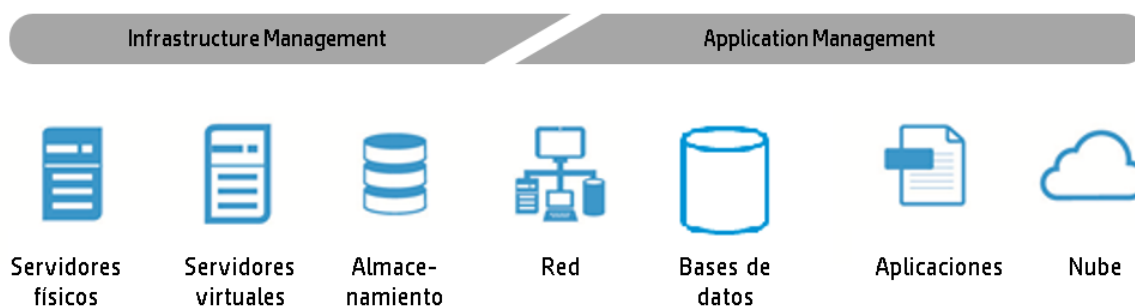 Infrastructure Management
Application Management
Servidores
físicos
Servidores
virtuales
Almace-
namiento
Red
Bases de
datos
Aplicaciones
Nube